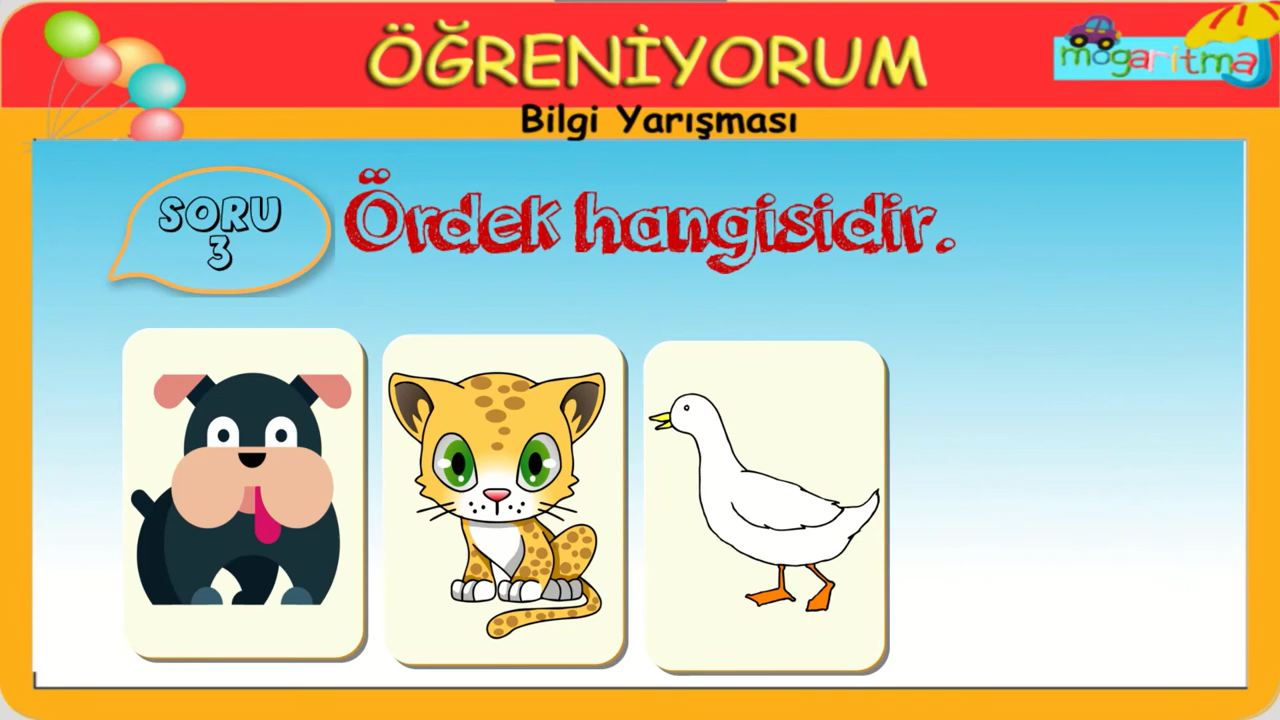 ÖĞRENİYORUM
mogaritma
Bilgi Yarışması
SORU
3
Ördek hangisidir.